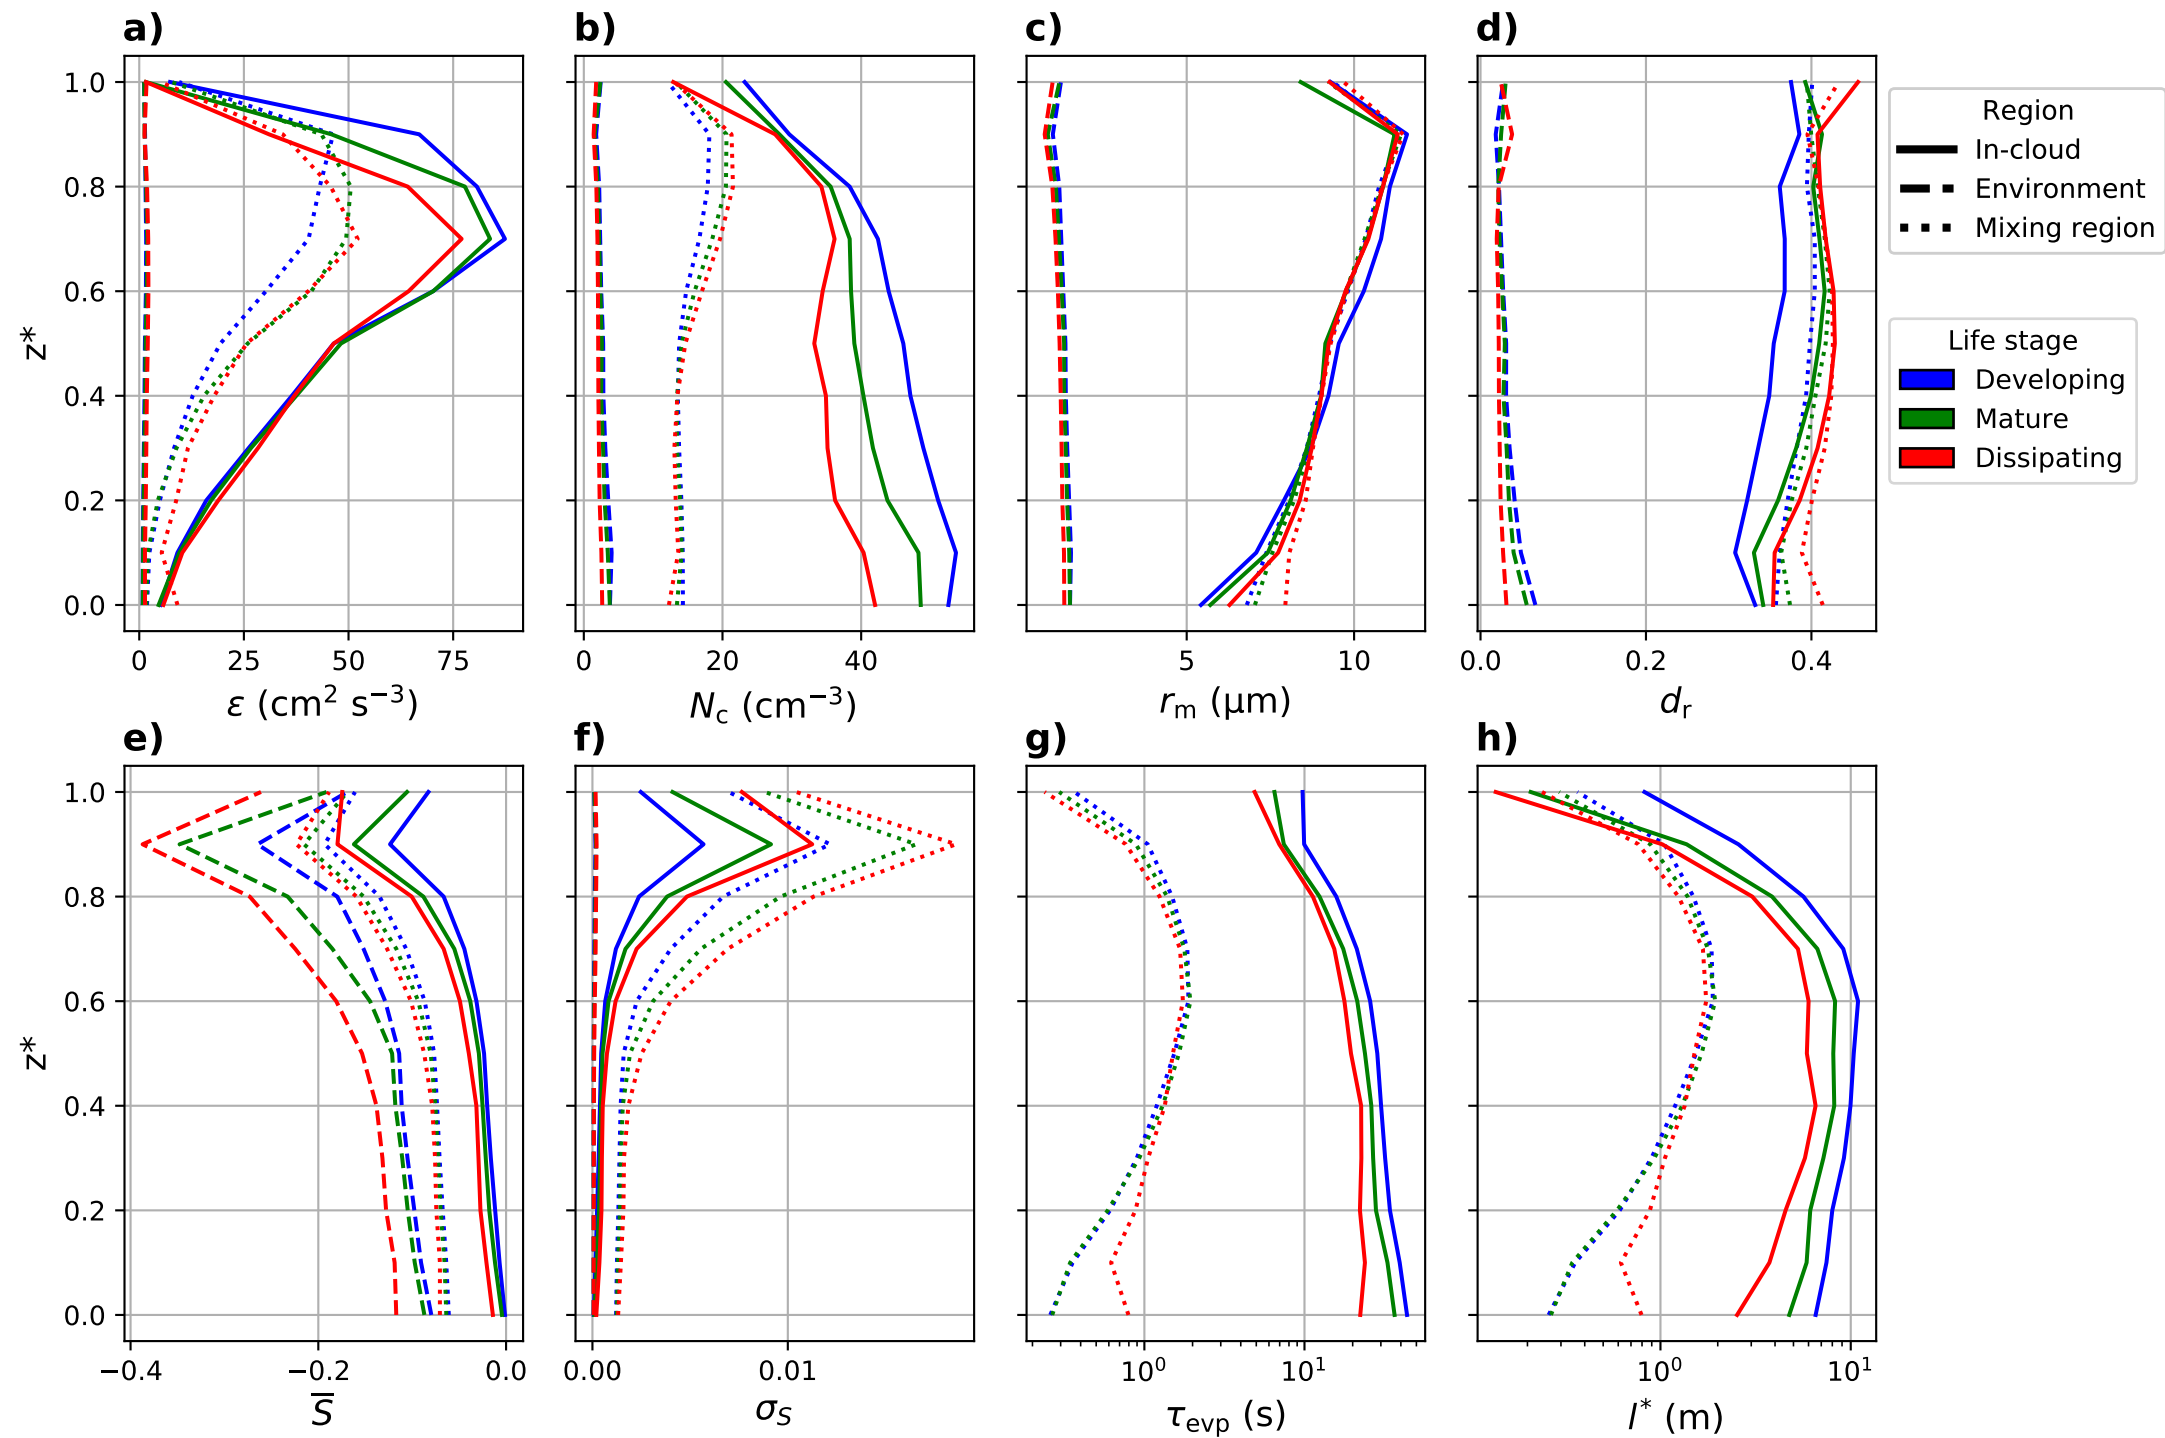 a)
b)
c)
d)
1.0
0.8
0.6
0.4
0.2
0.0
z*
0 25 50 75
0 20 40
5 10
0.0 0.2 0.4
ε (cm² s⁻³)
N_c (cm⁻³)
r_m (µm)
d_r
Region
In-cloud
Environment
Mixing region
Life stage
Developing
Mature
Dissipating
e)
f)
g)
h)
1.0
0.8
0.6
0.4
0.2
0.0
z*
−0.4 −0.2 0.0
0.00 0.01
10⁰ 10¹
10⁰ 10¹
S̅
σ_S
τ_evp (s)
l* (m)